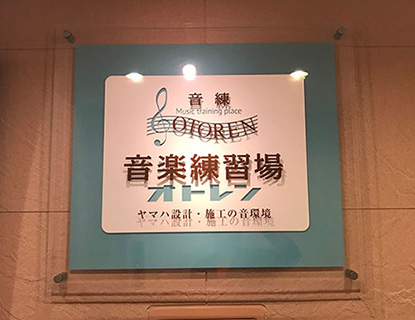 音練
Music training place
OTOREN
音楽練習場
オトレン
ヤマハ設計・施工の音環境